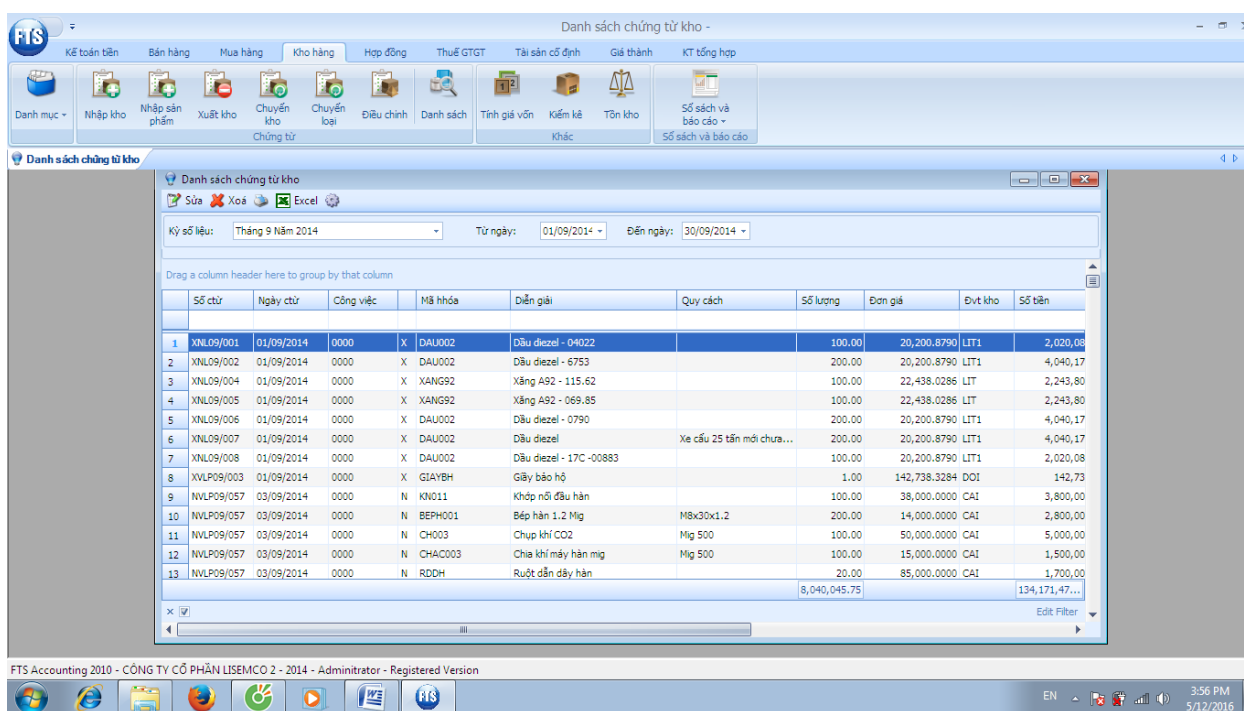 Danh sách chứng từ kho -
FTS
Kế toán tiền Bán hàng Mua hàng Kho hàng Hợp đồng Thuế GTGT Tài sản cố định Giá thành KT tổng hợp
Danh mục Nhập kho Nhập sản phẩm Xuất kho Chuyển kho Chuyển loại Điều chỉnh Danh sách Tính giá vốn Kiểm kê Tồn kho Số sách và báo cáo
Chứng từ Khác Số sách và báo cáo
Danh sách chứng từ kho
Danh sách chứng từ kho
Sửa Xoá Excel
Kỳ số liệu: Tháng 9 Năm 2014 Từ ngày: 01/09/2014 Đến ngày: 30/09/2014
Drag a column header here to group by that column
Số ctừ Ngày ctừ Công việc Mã hhóa Diễn giải Quy cách Số lượng Đơn giá Đvt kho Số tiền
1 XNL09/001 01/09/2014 0000 X DAU002 Dầu diezel - 04022 100.00 20,200.8790 LIT1 2,020,08
2 XNL09/002 01/09/2014 0000 X DAU002 Dầu diezel - 6753 200.00 20,200.8790 LIT1 4,040,17
3 XNL09/004 01/09/2014 0000 X XANG92 Xăng A92 - 115.62 100.00 22,438.0286 LIT 2,243,80
4 XNL09/005 01/09/2014 0000 X XANG92 Xăng A92 - 069.85 100.00 22,438.0286 LIT 2,243,80
5 XNL09/006 01/09/2014 0000 X DAU002 Dầu diezel - 0790 200.00 20,200.8790 LIT1 4,040,17
6 XNL09/007 01/09/2014 0000 X DAU002 Dầu diezel Xe cẩu 25 tấn mới chưa... 200.00 20,200.8790 LIT1 4,040,17
7 XNL09/008 01/09/2014 0000 X DAU002 Dầu diezel - 17C -00883 100.00 20,200.8790 LIT1 2,020,08
8 XVLP09/003 01/09/2014 0000 X GIAYBH Giầy bảo hộ 1.00 142,738.3284 DOI 142,73
9 NVLP09/057 03/09/2014 0000 N KN011 Khớp nối đầu hàn 100.00 38,000.0000 CAI 3,800,00
10 NVLP09/057 03/09/2014 0000 N BEPH001 Bép hàn 1.2 Mig M8x30x1.2 200.00 14,000.0000 CAI 2,800,00
11 NVLP09/057 03/09/2014 0000 N CH003 Chụp khí CO2 Mig 500 100.00 50,000.0000 CAI 5,000,00
12 NVLP09/057 03/09/2014 0000 N CHAC003 Chia khí máy hàn mig Mig 500 100.00 15,000.0000 CAI 1,500,00
13 NVLP09/057 03/09/2014 0000 N RDDH Ruột dẫn dây hàn 20.00 85,000.0000 CAI 1,700,00
8,040,045.75 134,171,47...
Edit Filter
FTS Accounting 2010 - CÔNG TY CỔ PHẦN LISEMCO 2 - 2014 - Adminitrator - Registered Version
FTS EN 3:56 PM
5/12/2016